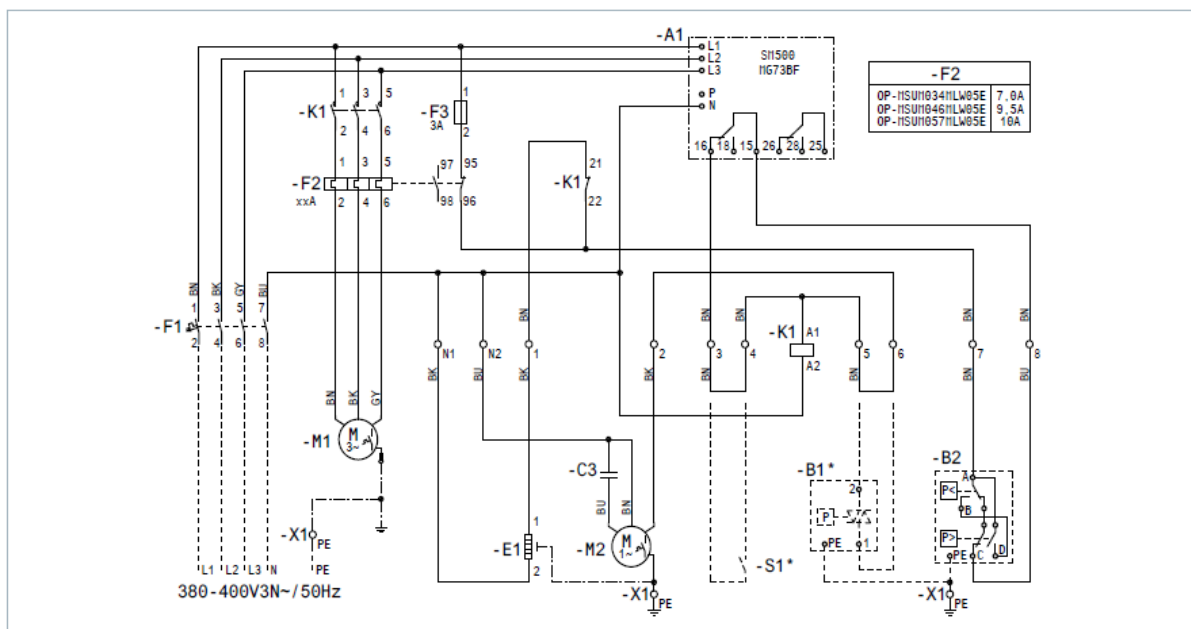 -A1
L1
L2
L3
P
N
SM500
MG73BF
16 18 15 26 28 25
-F2
OP-MSUM034MLW05E 7.0A
OP-MSUM046MLW05E 9.5A
OP-MSUM057MLW05E 10A
1 3 5
-K1
2 4 6
1
-F3
3A
2
1 3 5
-F2
xxA
2 4 6
97 95
98 96
21
-K1
22
BN BK GY BU
1 3 5 7
-F1
2 4 6 8
BN BN BN BN BN BN BN
N1 N2 1 2 3 4
-K1 A1
A2
5 6 7 8
BK BU BK BK BN BN BN BU
BN BK GY
-M1
M
3~
-X1
PE
L1 L2 L3 N PE
380-400V3N~/50Hz
-C3
BU BN
-E1
1
2
-M2
M
1~
-X1
PE
-S1*
-B1*
2
P
PE 1
-B2
A
P<
B
P>
PE C D
-X1
PE